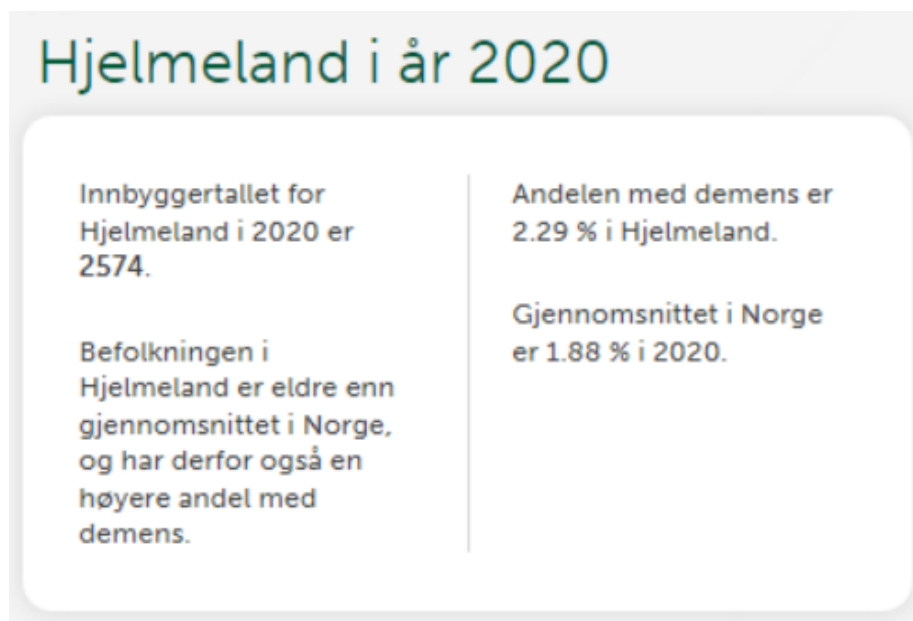 Hjelmeland i år 2020
Innbyggertallet for
Hjelmeland i 2020 er
2574.
Befolkningen i
Hjelmeland er eldre enn
gjennomsnittet i Norge,
og har derfor også en
høyere andel med
demens.
Andelen med demens er
2.29 % i Hjelmeland.
Gjennomsnittet i Norge
er 1.88 % i 2020.